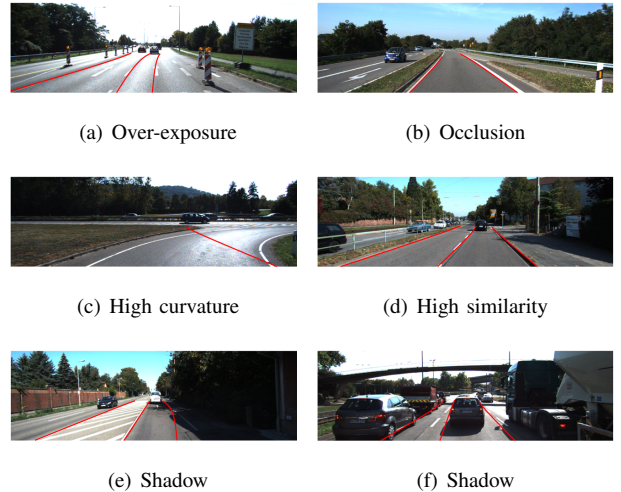 (a) Over-exposure
(b) Occlusion
(c) High curvature
(d) High similarity
(e) Shadow
(f) Shadow